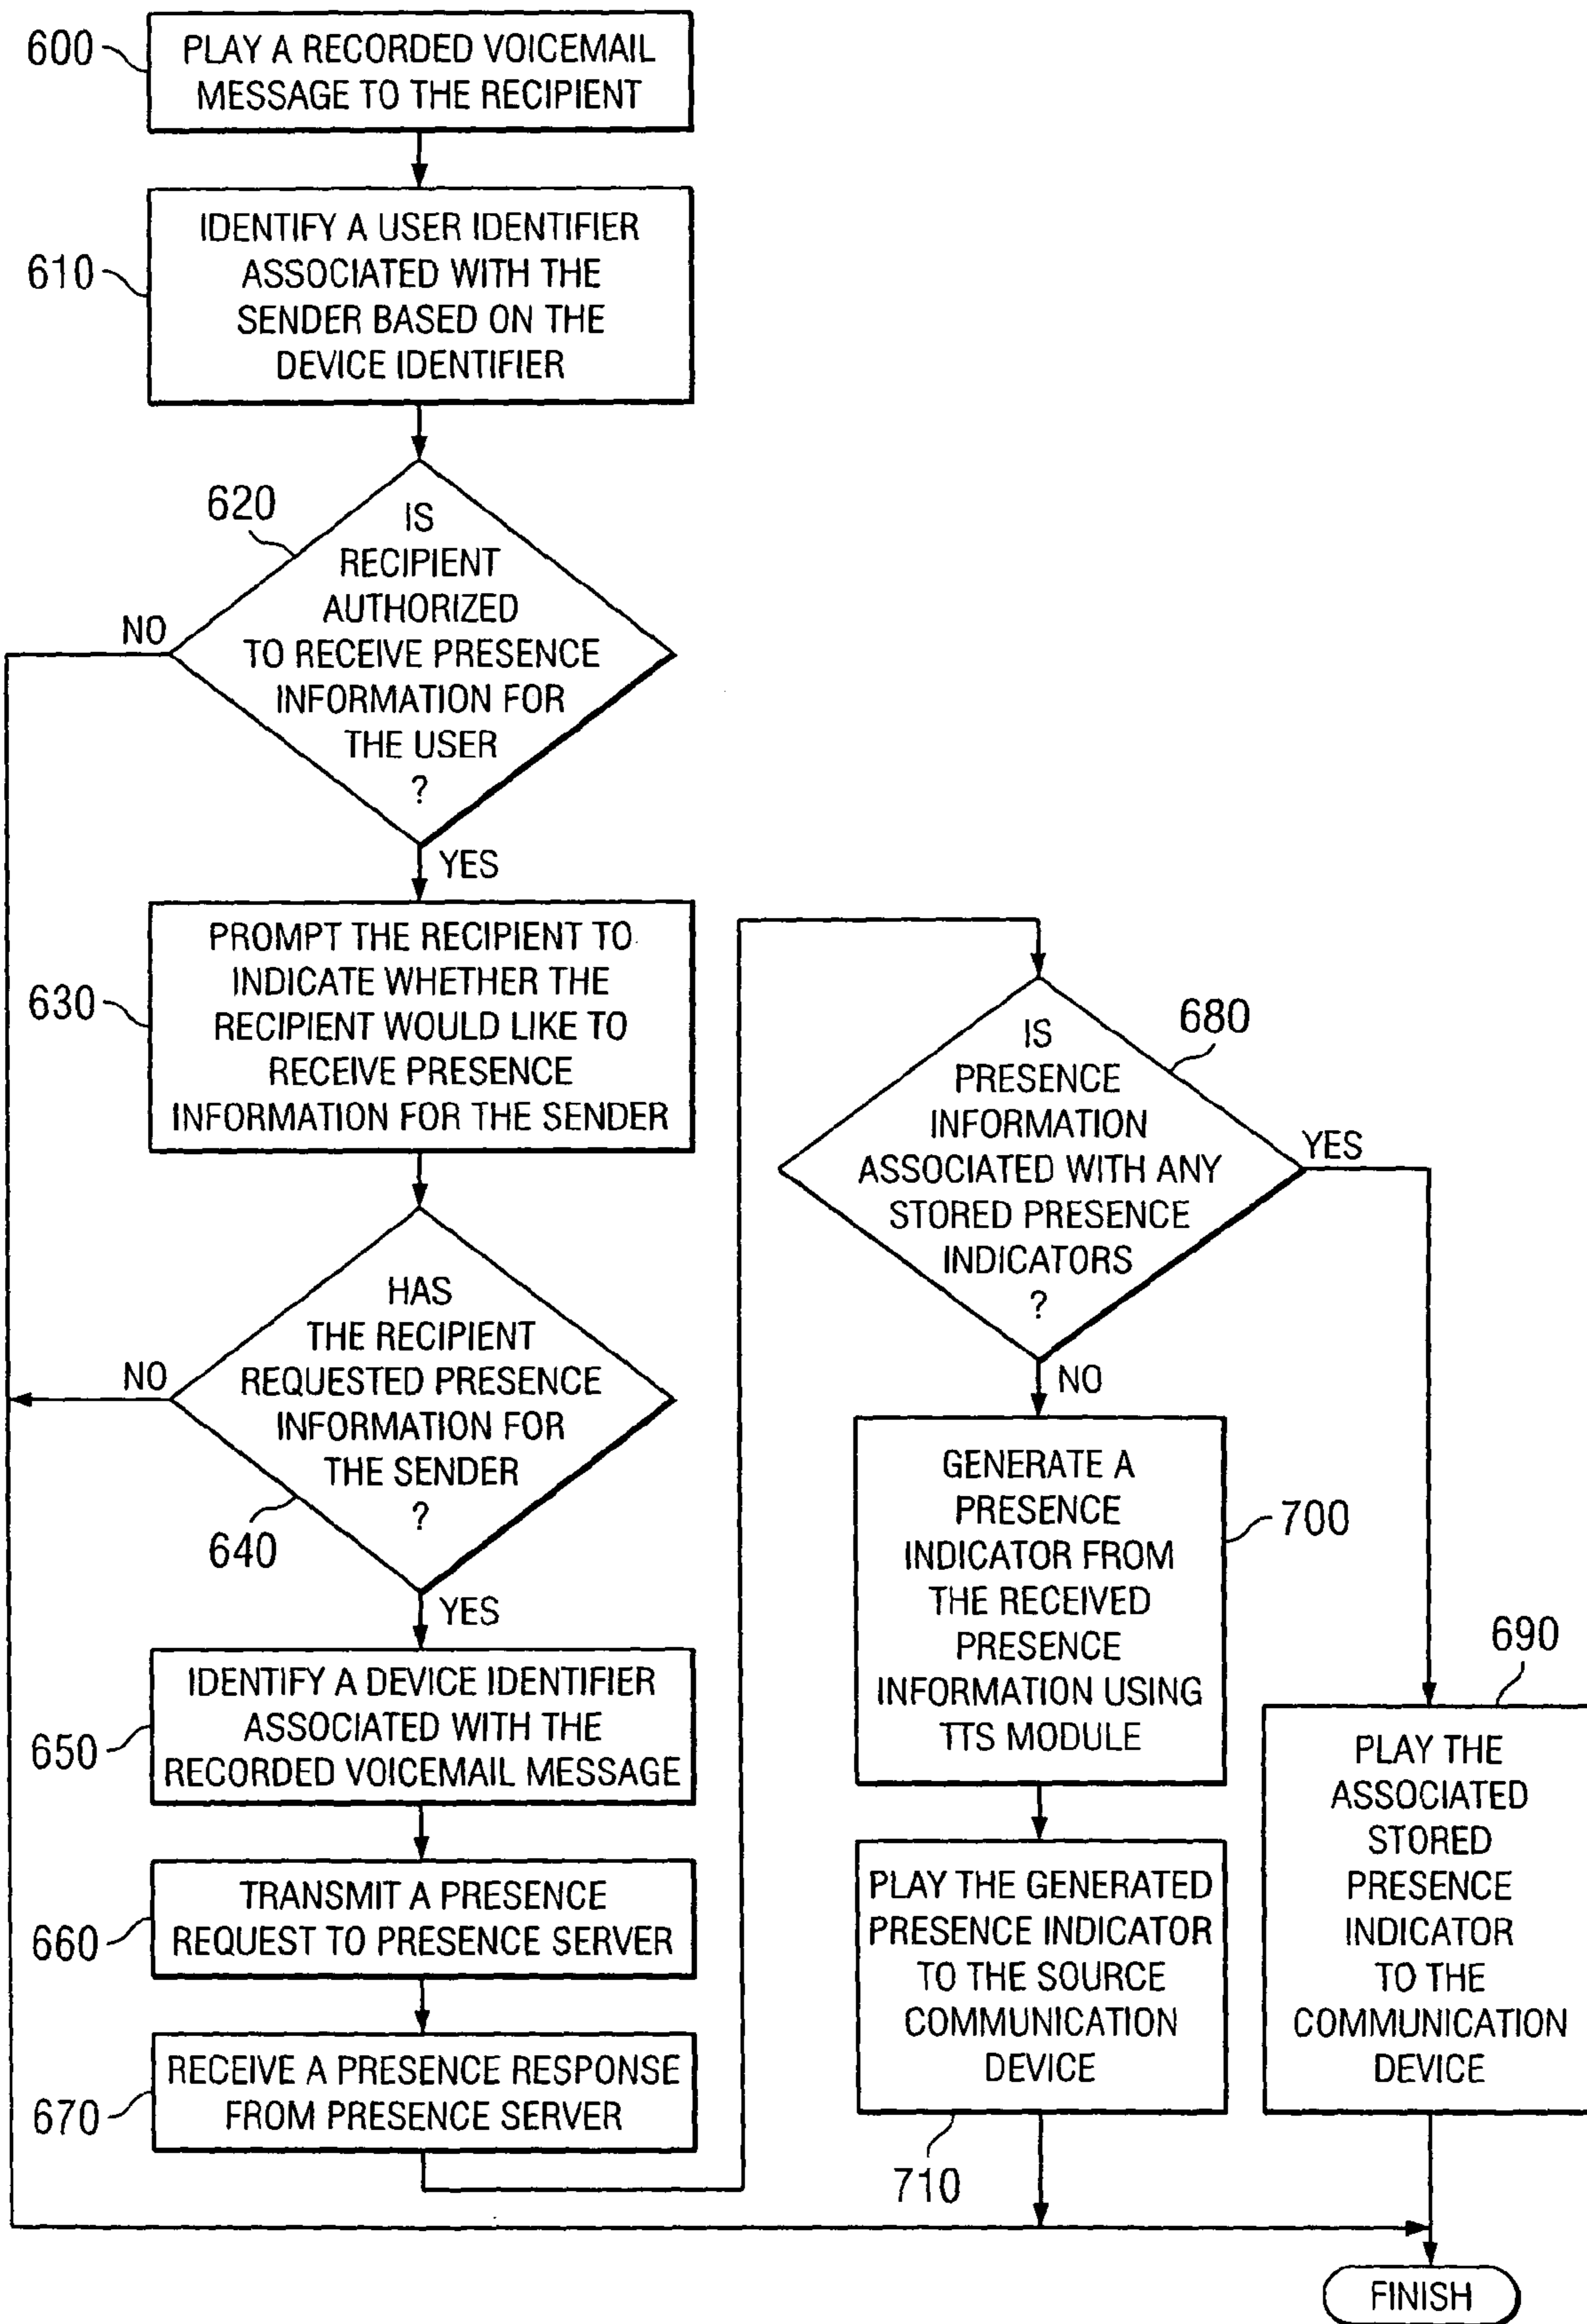 600
PLAY A RECORDED VOICEMAIL
MESSAGE TO THE RECIPIENT
610
IDENTIFY A USER IDENTIFIER
ASSOCIATED WITH THE
SENDER BASED ON THE
DEVICE IDENTIFIER
620
IS
RECIPIENT
AUTHORIZED
TO RECEIVE PRESENCE
INFORMATION FOR
THE USER
?
NO
YES
630
PROMPT THE RECIPIENT TO
INDICATE WHETHER THE
RECIPIENT WOULD LIKE TO
RECEIVE PRESENCE
INFORMATION FOR THE SENDER
HAS
THE RECIPIENT
REQUESTED PRESENCE
INFORMATION FOR
THE SENDER
?
NO
640
YES
650
IDENTIFY A DEVICE IDENTIFIER
ASSOCIATED WITH THE
RECORDED VOICEMAIL MESSAGE
660
TRANSMIT A PRESENCE
REQUEST TO PRESENCE SERVER
670
RECEIVE A PRESENCE RESPONSE
FROM PRESENCE SERVER
680
IS
PRESENCE
INFORMATION
ASSOCIATED WITH ANY
STORED PRESENCE
INDICATORS
?
YES
NO
GENERATE A
PRESENCE
INDICATOR FROM
THE RECEIVED
PRESENCE
INFORMATION USING
TTS MODULE
700
PLAY THE GENERATED
PRESENCE INDICATOR
TO THE SOURCE
COMMUNICATION
DEVICE
710
690
PLAY THE
ASSOCIATED
STORED
PRESENCE
INDICATOR
TO THE
COMMUNICATION
DEVICE
FINISH